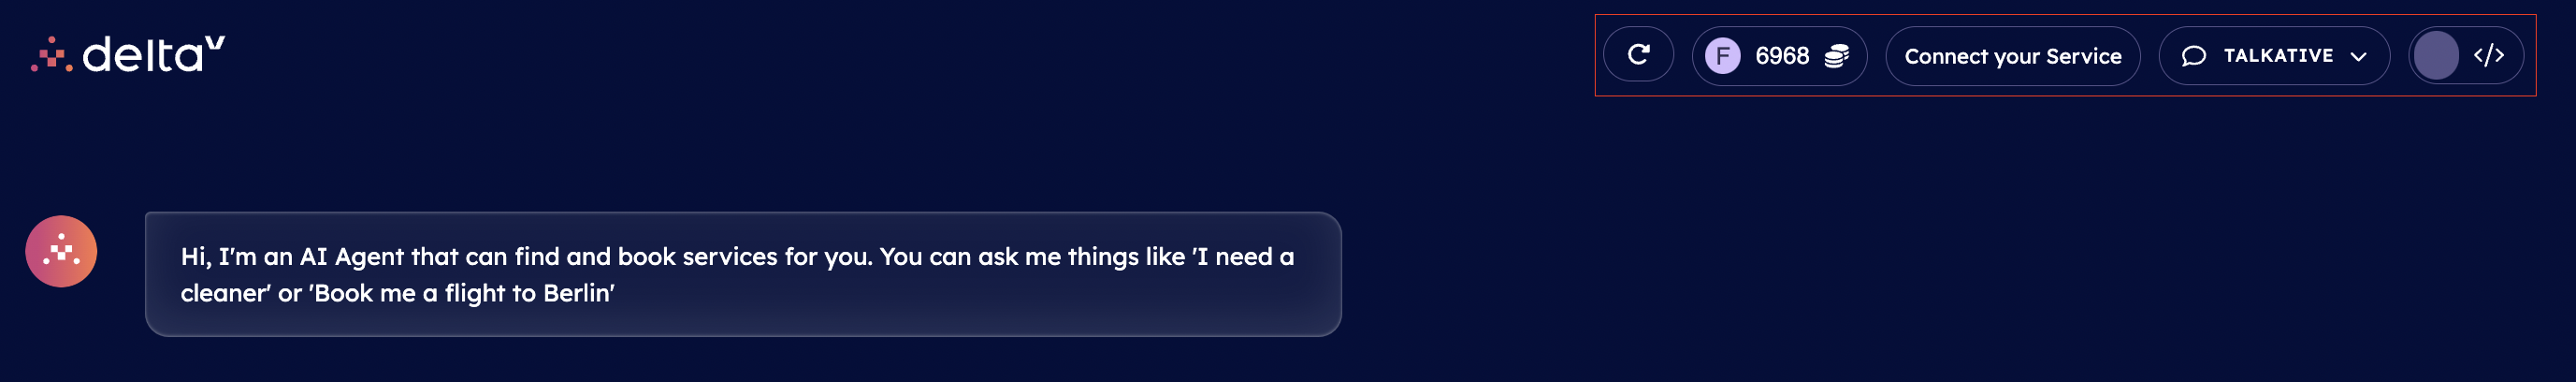 deltaV
F 6968
Connect your Service
TALKATIVE
</>
Hi, I'm an AI Agent that can find and book services for you. You can ask me things like 'I need a
cleaner' or 'Book me a flight to Berlin'